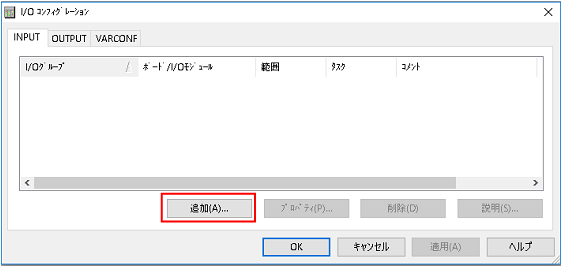 I/O ｺﾝﾌｨｸﾞﾚｰｼｮﾝ
INPUT OUTPUT VARCONF
I/Oｸﾞﾙｰﾌﾟ ﾎﾞｰﾄﾞ/I/Oﾓｼﾞｭｰﾙ 範囲 ﾀｽｸ ｺﾒﾝﾄ
追加(A)... ﾌﾟﾛﾊﾟﾃｨ(P)... 削除(D) 説明(S)...
OK ｷｬﾝｾﾙ 適用(A) ﾍﾙﾌﾟ